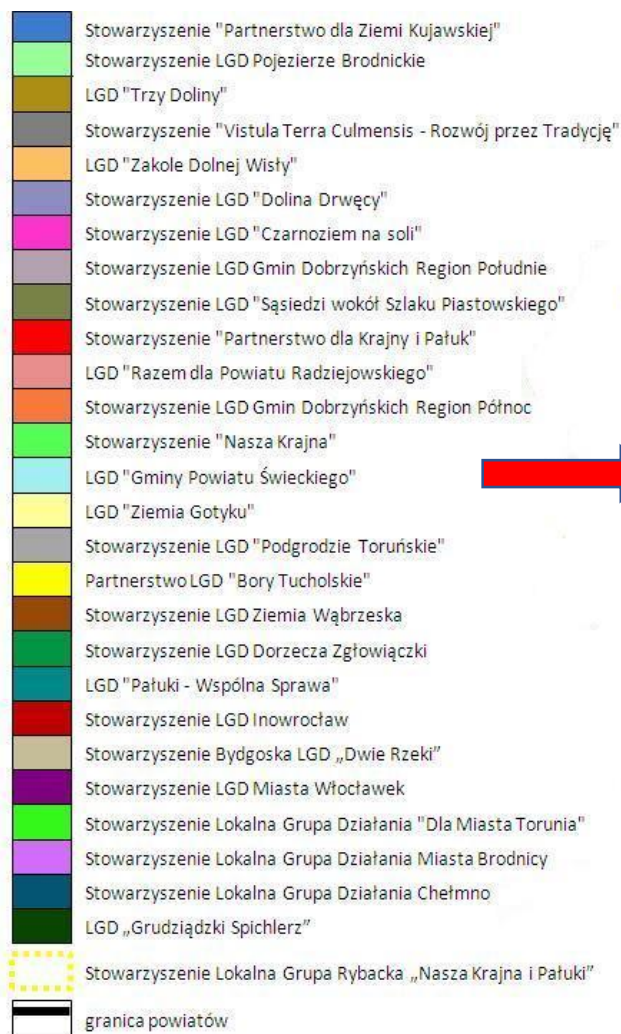 Stowarzyszenie "Partnerstwo dla Ziemi Kujawskiej"
Stowarzyszenie LGD Pojezierze Brodnickie
LGD "Trzy Doliny"
Stowarzyszenie "Vistula Terra Culmensis - Rozwój przez Tradycję"
LGD "Zakole Dolnej Wisły"
Stowarzyszenie LGD "Dolina Drwęcy"
Stowarzyszenie LGD "Czarnoziem na soli"
Stowarzyszenie LGD Gmin Dobrzyńskich Region Południe
Stowarzyszenie LGD "Sąsiedzi wokół Szlaku Piastowskiego"
Stowarzyszenie "Partnerstwo dla Krajny i Pałuk"
LGD "Razem dla Powiatu Radziejowskiego"
Stowarzyszenie LGD Gmin Dobrzyńskich Region Północ
Stowarzyszenie "Nasza Krajna"
LGD "Gminy Powiatu Świeckiego"
LGD "Ziemia Gotyku"
Stowarzyszenie LGD "Podgrodzie Toruńskie"
Partnerstwo LGD "Bory Tucholskie"
Stowarzyszenie LGD Ziemia Wąbrzeska
Stowarzyszenie LGD Dorzecza Zgłowiączki
LGD "Pałuki - Wspólna Sprawa"
Stowarzyszenie LGD Inowrocław
Stowarzyszenie Bydgoska LGD „Dwie Rzeki”
Stowarzyszenie LGD Miasta Włocławek
Stowarzyszenie Lokalna Grupa Działania "Dla Miasta Torunia"
Stowarzyszenie Lokalna Grupa Działania Miasta Brodnicy
Stowarzyszenie Lokalna Grupa Działania Chełmno
LGD „Grudziądzki Spichlerz”
Stowarzyszenie Lokalna Grupa Rybacka „Nasza Krajna i Pałuki”
granica powiatów